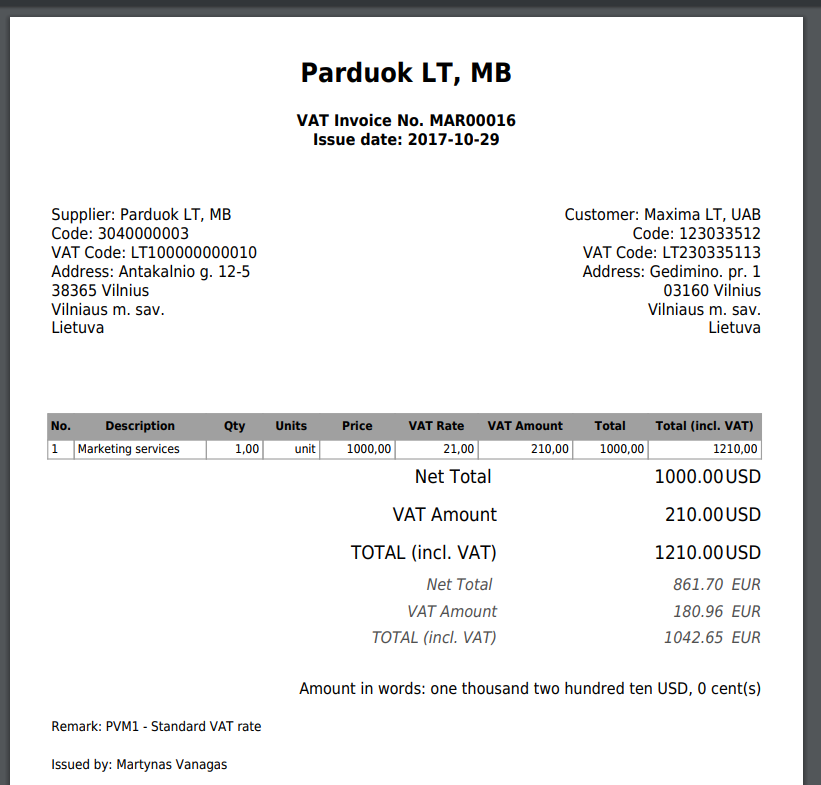 Parduok LT, MB
VAT Invoice No. MAR00016
Issue date: 2017-10-29
Supplier: Parduok LT, MB
Code: 3040000003
VAT Code: LT100000000010
Address: Antakalnio g. 12-5
38365 Vilnius
Vilniaus m. sav.
Lietuva
Customer: Maxima LT, UAB
Code: 123033512
VAT Code: LT230335113
Address: Gedimino. pr. 1
03160 Vilnius
Vilniaus m. sav.
Lietuva
No. Description Qty Units Price VAT Rate VAT Amount Total Total (incl. VAT)
1 Marketing services 1,00 unit 1000,00 21,00 210,00 1000,00 1210,00
Net Total 1000.00USD
VAT Amount 210.00USD
TOTAL (incl. VAT) 1210.00USD
Net Total 861.70 EUR
VAT Amount 180.96 EUR
TOTAL (incl. VAT) 1042.65 EUR
Amount in words: one thousand two hundred ten USD, 0 cent(s)
Remark: PVM1 - Standard VAT rate
Issued by: Martynas Vanagas